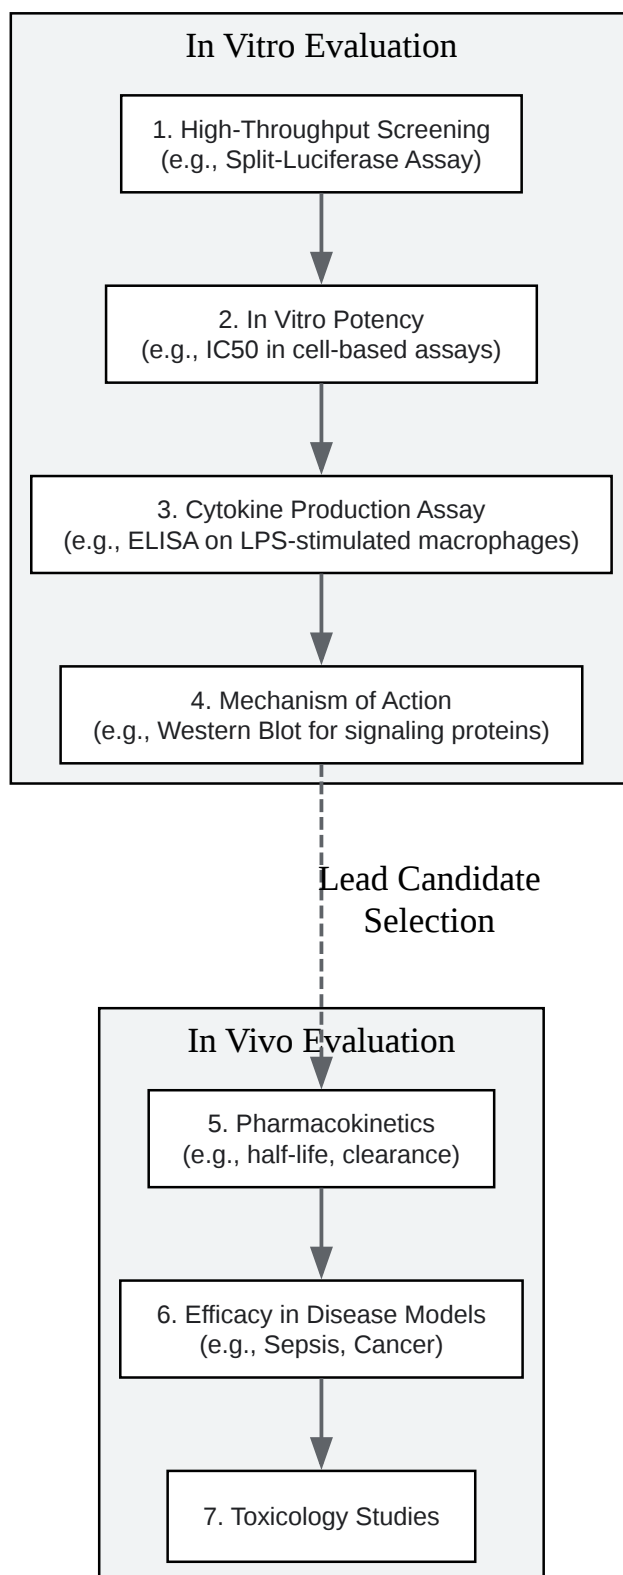 In Vitro Evaluation
1. High-Throughput Screening
(e.g., Split-Luciferase Assay)
2. In Vitro Potency
(e.g., IC50 in cell-based assays)
3. Cytokine Production Assay
(e.g., ELISA on LPS-stimulated macrophages)
4. Mechanism of Action
(e.g., Western Blot for signaling proteins)
Lead Candidate
Selection
In Vivo Evaluation
5. Pharmacokinetics
(e.g., half-life, clearance)
6. Efficacy in Disease Models
(e.g., Sepsis, Cancer)
7. Toxicology Studies